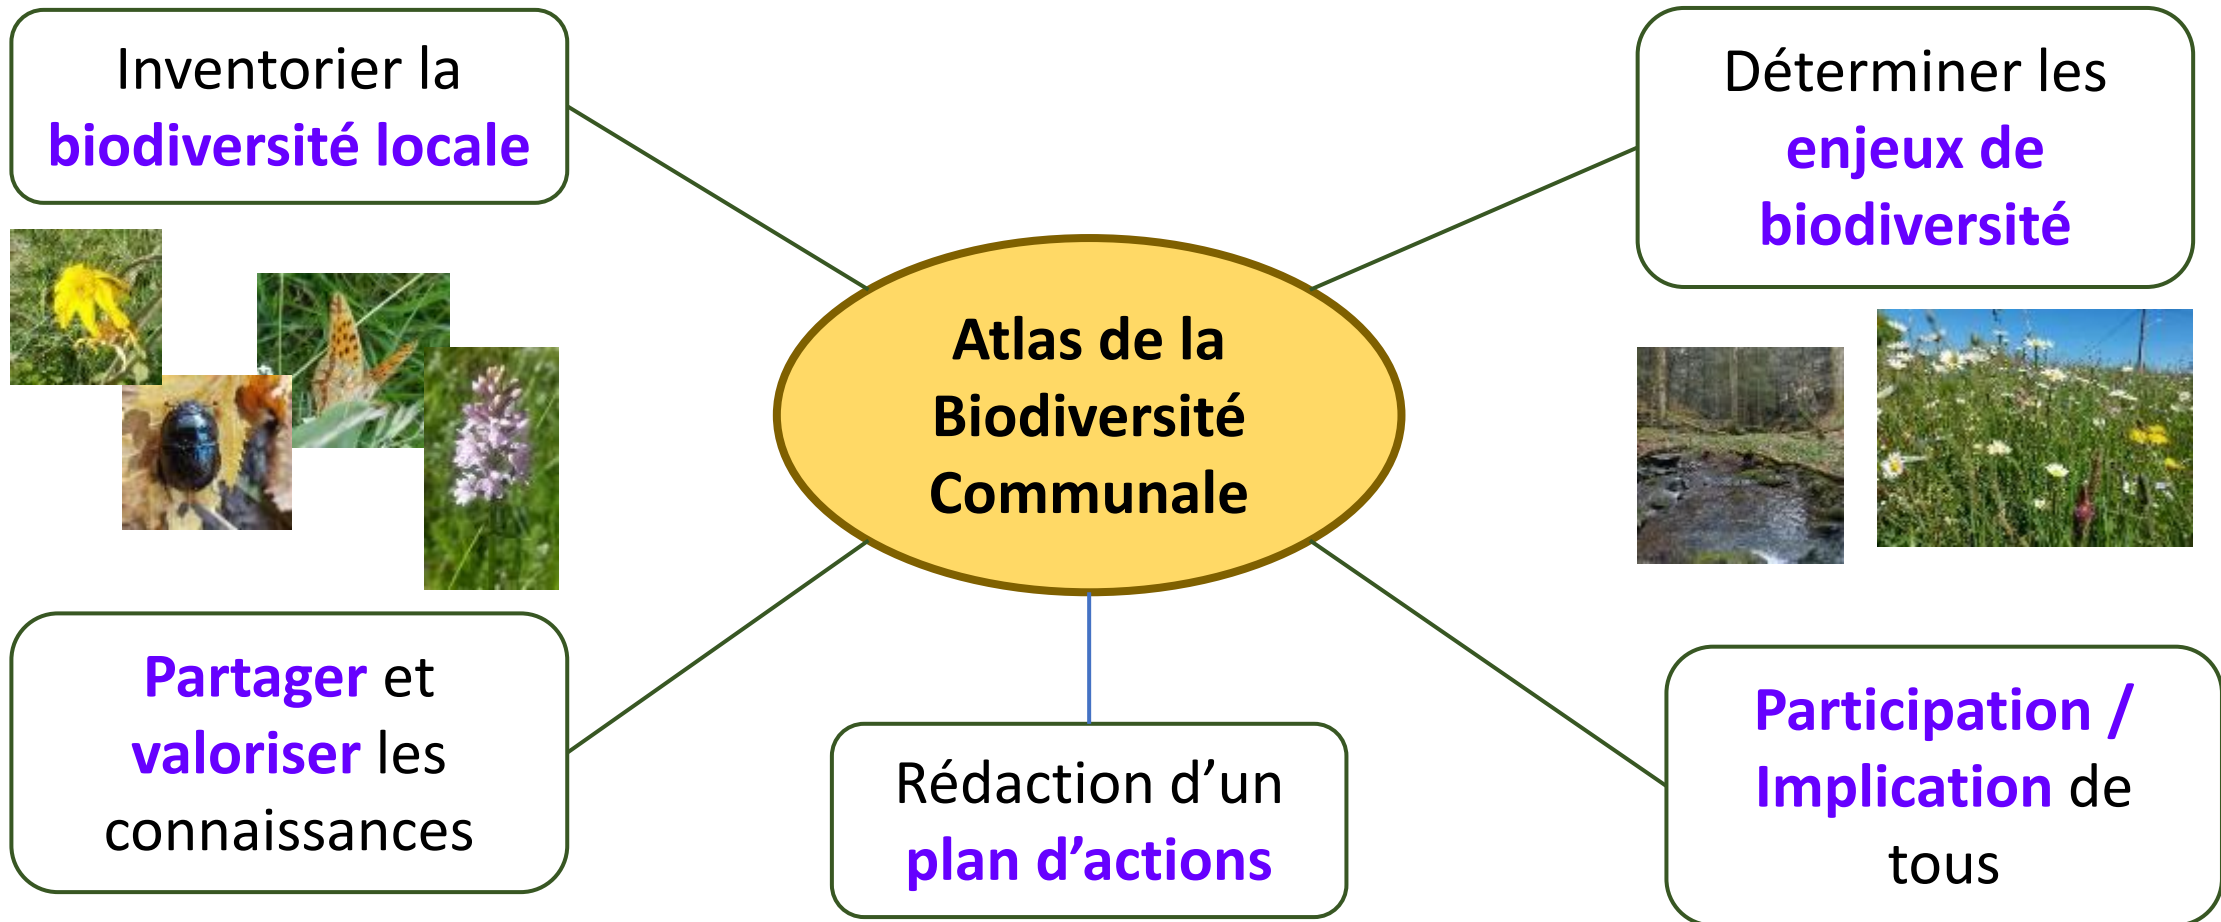 Inventorier la
biodiversité locale
Déterminer les
enjeux de
biodiversité
Atlas de la
Biodiversité
Communale
Partager et
valoriser les
connaissances
Rédaction d’un
plan d’actions
Participation /
Implication de
tous